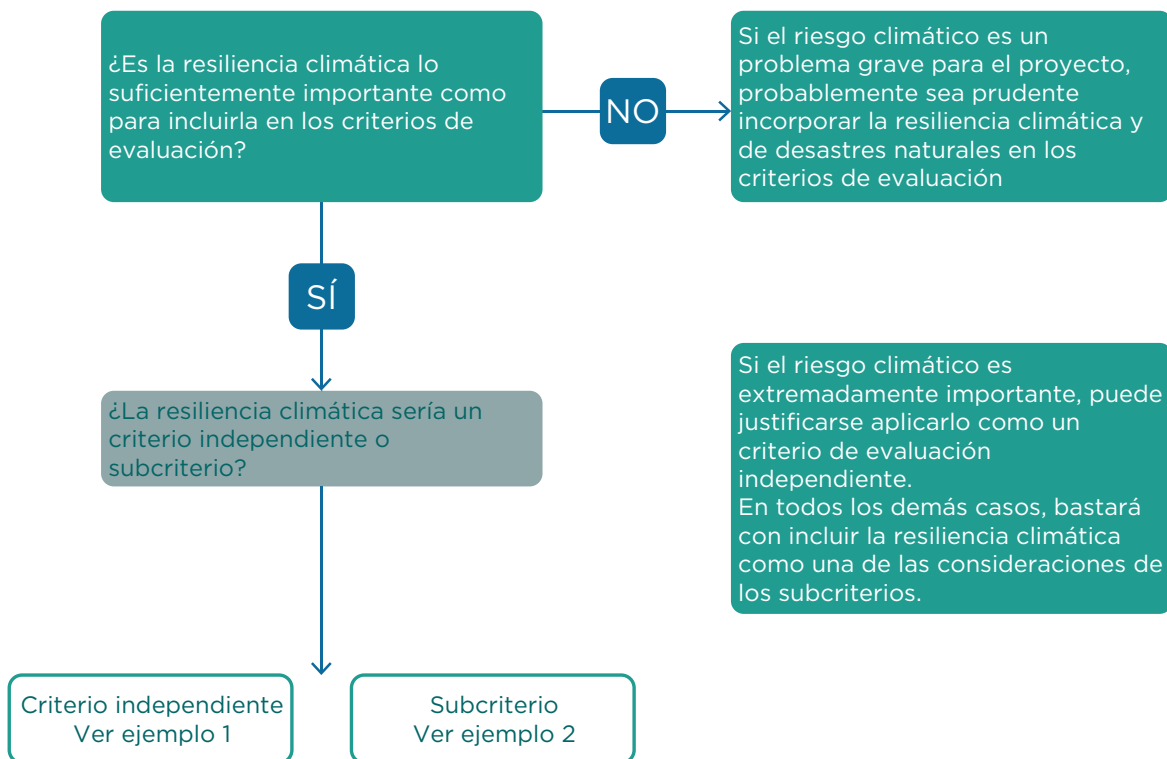 ¿Es la resiliencia climática lo
suficientemente importante como
para incluirla en los criterios de
evaluación?
NO
Si el riesgo climático es un
problema grave para el proyecto,
probablemente sea prudente
incorporar la resiliencia climática y
de desastres naturales en los
criterios de evaluación
SÍ
¿La resiliencia climática sería un
criterio independiente o
subcriterio?
Si el riesgo climático es
extremadamente importante, puede
justificarse aplicarlo como un
criterio de evaluación
independiente.
En todos los demás casos, bastará
con incluir la resiliencia climática
como una de las consideraciones de
los subcriterios.
Criterio independiente
Ver ejemplo 1
Subcriterio
Ver ejemplo 2